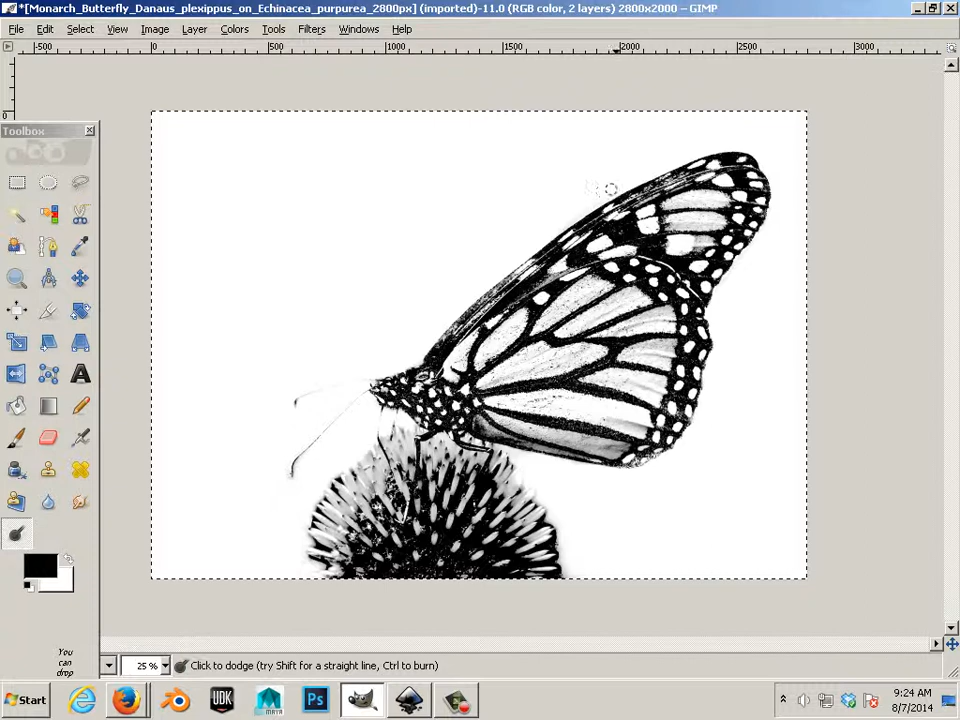 *[Monarch_Butterfly_Danaus_plexippus_on_Echinacea_purpurea_2800px] (imported)-11.0 (RGB color, 2 layers) 2800x2000 – GIMP
File Edit Select View Image Layer Colors Tools Filters Windows Help
-500 0 500 1000 1500 2000 2500 3000
0
Toolbox
You
can
drop
25 % Click to dodge (try Shift for a straight line, Ctrl to burn)
Start UDK MAYA Ps
9:24 AM
8/7/2014